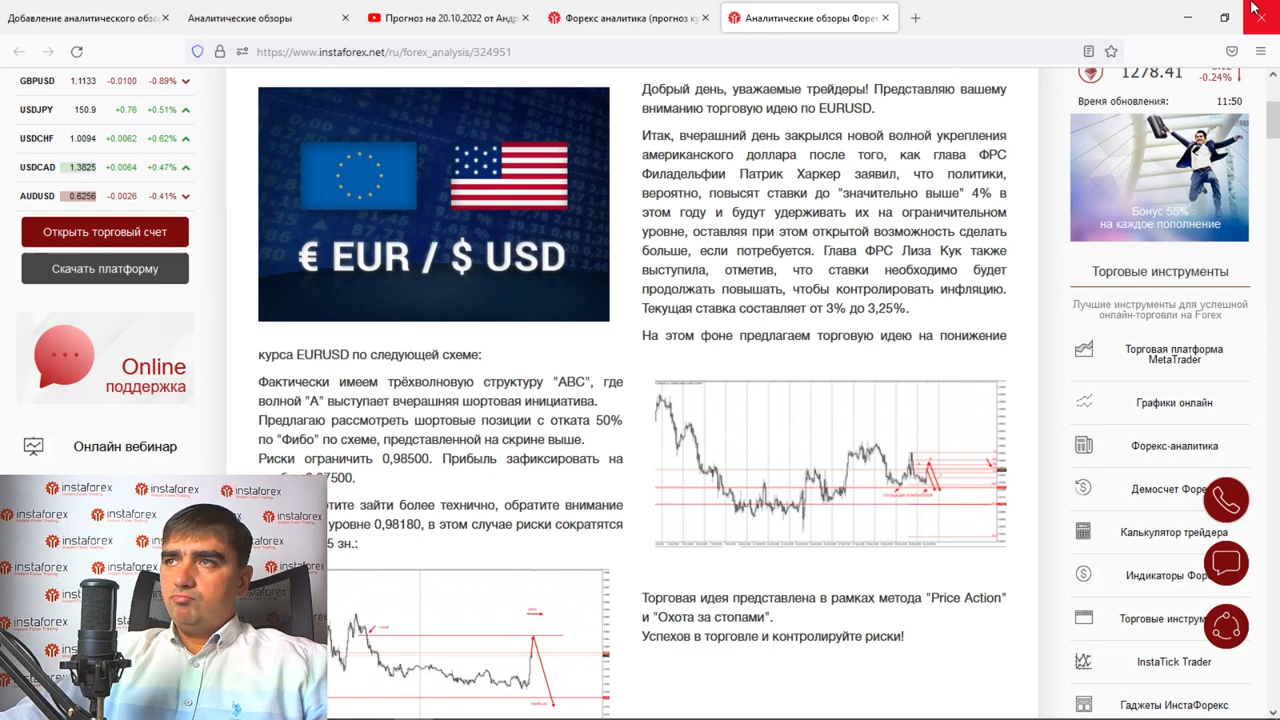 Добавление аналитического обзо
Аналитические обзоры
Прогноз на 20.10.2022 от Андр
Форекс аналитика (прогноз ку
Аналитические обзоры Форе
https://www.instaforex.net/ru/forex_analysis/324951
GBPUSD 1.1133 -0.0100 -0.89%
USDJPY 150.9 +0.76 +0.51%
USDCHF 1.0094 +0.0062 +0.62%
USDCAD 1.3825 +0.0064 +0.47%
AUDUSD 0.6256 -0.0026 -0.41%
Открыть торговый счет
Скачать платформу
Online
поддержка
Онлайн вебинар
€ EUR / $ USD
Добрый день, уважаемые трейдеры! Представляю вашему
вниманию торговую идею по EURUSD.
Итак, вчерашний день закрылся новой волной укрепления
американского доллара после того, как глава ФРС
Филадельфии Патрик Харкер заявил, что политики,
вероятно, повысят ставки до "значительно выше" 4% в
этом году и будут удерживать их на ограничительном
уровне, оставляя при этом открытой возможность сделать
больше, если потребуется. Глава ФРС Лиза Кук также
выступила, отметив, что ставки необходимо будет
продолжать повышать, чтобы контролировать инфляцию.
Текущая ставка составляет от 3% до 3,25%.
На этом фоне предлагаем торговую идею на понижение
курса EURUSD по следующей схеме:
Фактически имеем трёхволновую структуру "ABC", где
волной "А" выступает вчерашняя шортовая инициатива.
Предлагаю рассмотреть шортовые позиции с отката 50%
по "Фибо" по схеме, представленной на скрине выше.
Риски ограничить 0,98500. Прибыль зафиксировать на
7500.
тите зайти более технично, обратите внимание
уровне 0,98180, в этом случае риски сократятся
5 зн.:
Торговая идея представлена в рамках метода "Price Action"
и "Охота за стопами".
Успехов в торговле и контролируйте риски!
1278.41
-0.24%
Время обновления: 11:50
Бонус 55%
на каждое пополнение
Торговые инструменты
Лучшие инструменты для успешной
онлайн-торговли на Forex
Торговая платформа
MetaTrader
Графики онлайн
Форекс-аналитика
Демосчет Форе
Калькулятор трейдера
Индикаторы Фор
Торговые инструм
InstaTick Trader
Гаджеты ИнстаФорекс
instaforex
Instant Forex Trading